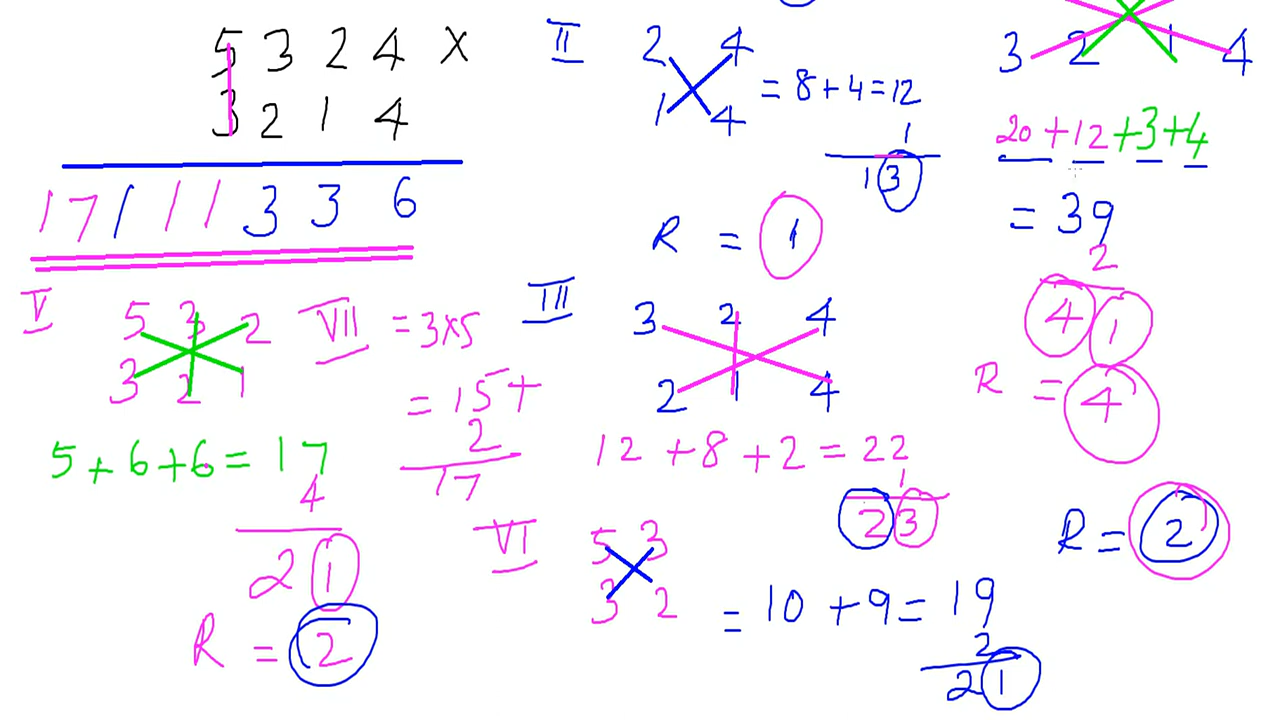 5 3 2 4 X
3 2 1 4
17 1 1 1 3 3 6
II
2 4
1 4
= 8+4=12
1
13
R = 1
3 2 1 4
20 +12 +3+4
= 39
2
41
R = 4
V
5 3 2
3 2 1
5+6+6=17
4
21
R = 2
VII = 3x5
= 15+
2
17
III
3 2 4
2 1 4
12 +8 +2 = 22
1
23
R = 2
VI
5 3
3 2
= 10 +9= 19
2
21